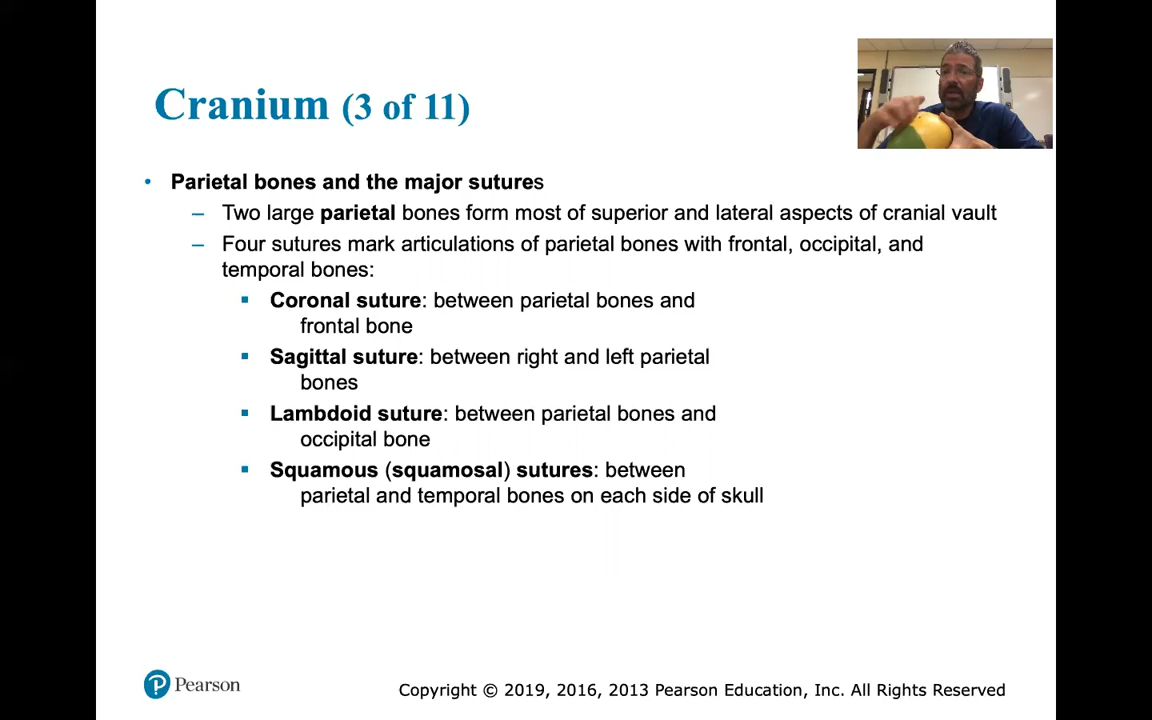 Cranium (3 of 11)
• Parietal bones and the major sutures
– Two large parietal bones form most of superior and lateral aspects of cranial vault
– Four sutures mark articulations of parietal bones with frontal, occipital, and
temporal bones:
▪ Coronal suture: between parietal bones and
frontal bone
▪ Sagittal suture: between right and left parietal
bones
▪ Lambdoid suture: between parietal bones and
occipital bone
▪ Squamous (squamosal) sutures: between
parietal and temporal bones on each side of skull
P Pearson
Copyright © 2019, 2016, 2013 Pearson Education, Inc. All Rights Reserved